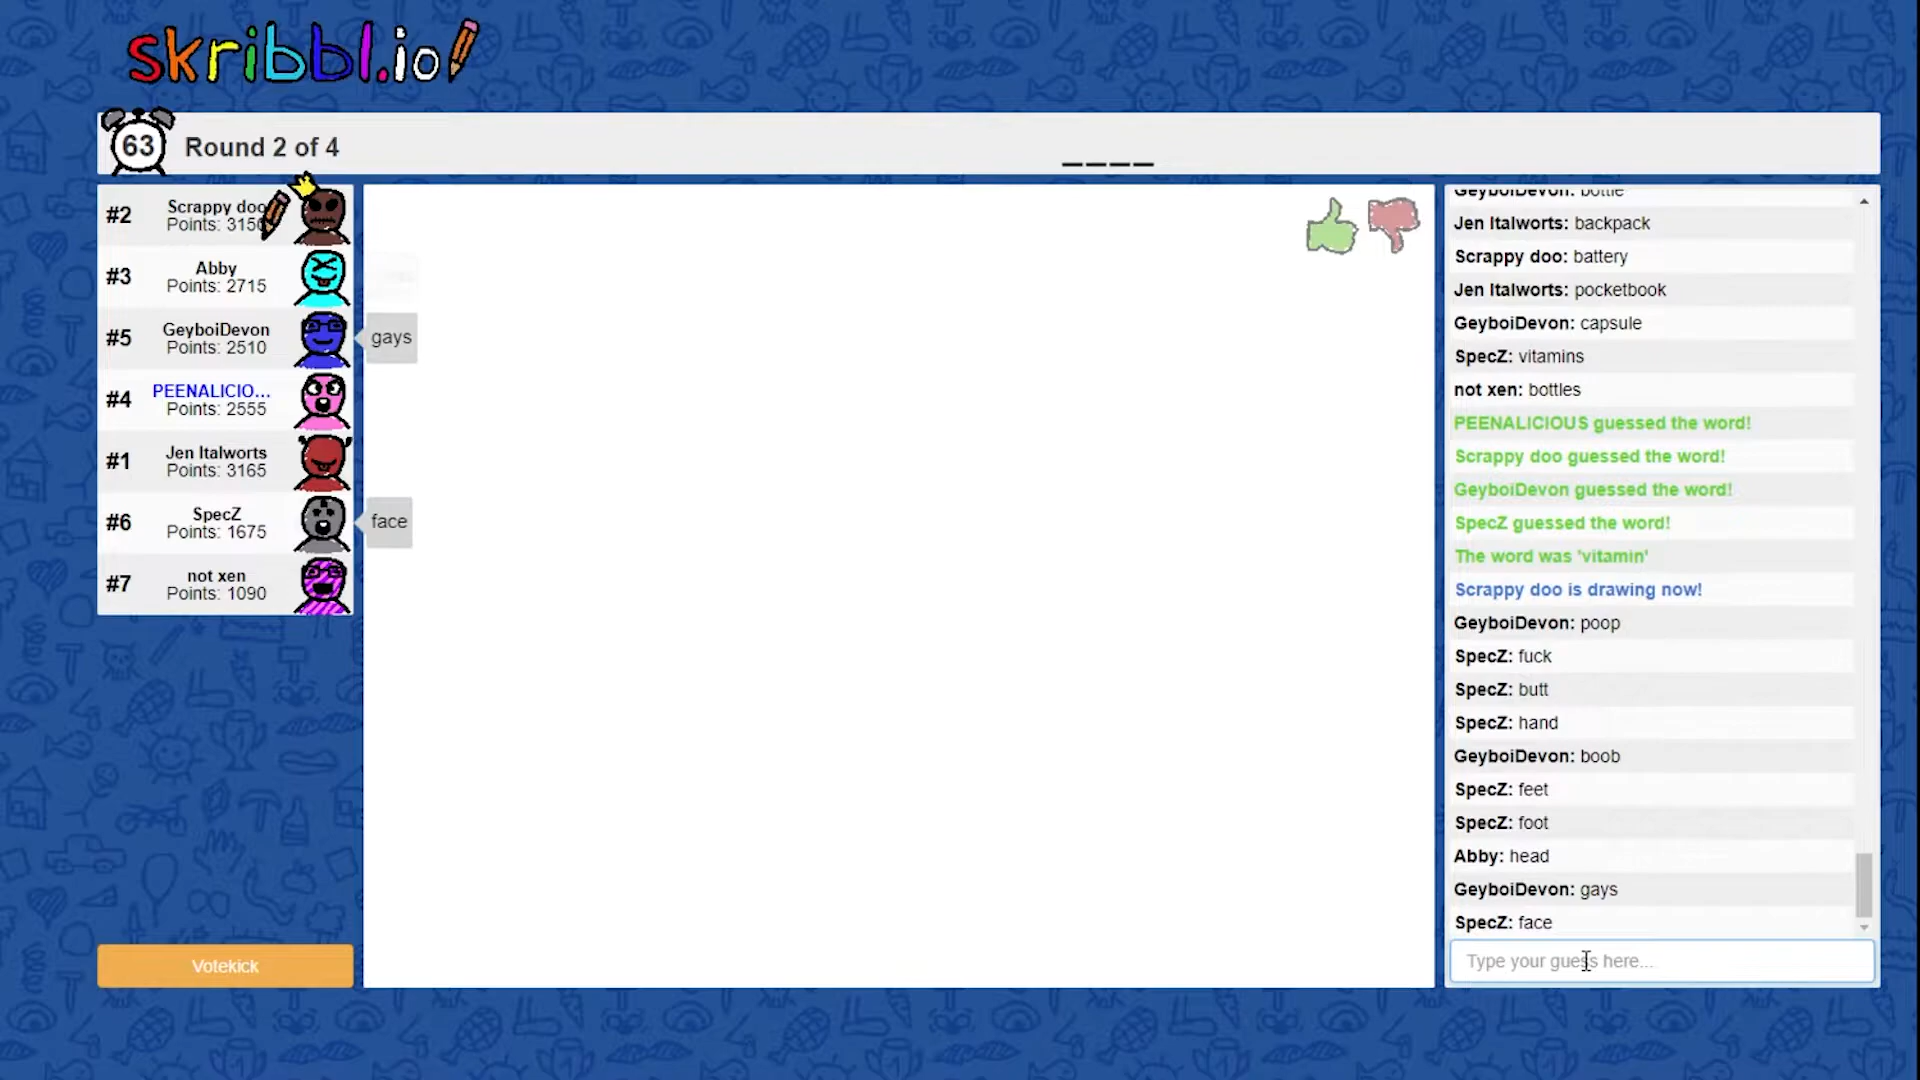 skribbl.io
63
Round 2 of 4
____
#2
Scrappy doo
Points: 3150
#3
Abby
Points: 2715
#5
GeyboiDevon
Points: 2510
gays
#4
PEENALICIO...
Points: 2555
#1
Jen Italworts
Points: 3165
#6
SpecZ
Points: 1675
face
#7
not xen
Points: 1090
Votekick
GeyboiDevon: bottle
Jen Italworts: backpack
Scrappy doo: battery
Jen Italworts: pocketbook
GeyboiDevon: capsule
SpecZ: vitamins
not xen: bottles
PEENALICIOUS guessed the word!
Scrappy doo guessed the word!
GeyboiDevon guessed the word!
SpecZ guessed the word!
The word was 'vitamin'
Scrappy doo is drawing now!
GeyboiDevon: poop
SpecZ: fuck
SpecZ: butt
SpecZ: hand
GeyboiDevon: boob
SpecZ: feet
SpecZ: foot
Abby: head
GeyboiDevon: gays
SpecZ: face
Type your guess here...